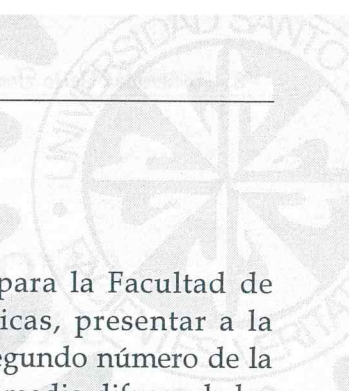 UNIVERSIDAD SANTO
para la Facultad de
icas, presentar a la
egundo número de la